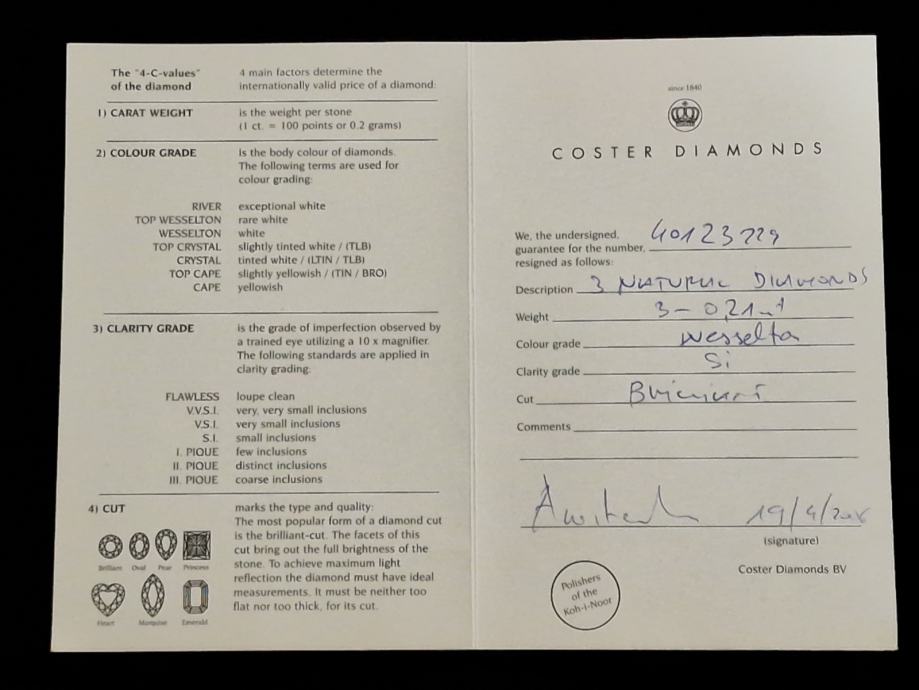 The "4-C-values" of the diamond
4 main factors determine the
internationally valid price of a diamond:
1) CARAT WEIGHT
is the weight per stone
(1 ct. = 100 points or 0.2 grams)
2) COLOUR GRADE
is the body colour of diamonds.
The following terms are used for
colour grading:
RIVER exceptional white
TOP WESSELTON rare white
WESSELTON white
TOP CRYSTAL slightly tinted white / (TLB)
CRYSTAL tinted white / (LTIN / TLB)
TOP CAPE slightly yellowish / (TIN / BRO)
CAPE yellowish
3) CLARITY GRADE
is the grade of imperfection observed by
a trained eye utilizing a 10 x magnifier.
The following standards are applied in
clarity grading:
FLAWLESS loupe clean
V.V.S.I. very, very small inclusions
V.S.I. very small inclusions
S.I. small inclusions
I. PIQUE few inclusions
II. PIQUE distinct inclusions
III. PIQUE coarse inclusions
4) CUT
marks the type and quality:
The most popular form of a diamond cut
is the brilliant-cut. The facets of this
cut bring out the full brightness of the
stone. To achieve maximum light
reflection the diamond must have ideal
measurements. It must be neither too
flat nor too thick, for its cut.
Brilliant Oval Pear Princess
Heart Marquise Emerald
since 1840
COSTER DIAMONDS
We, the undersigned,
guarantee for the number, 40123729
resigned as follows:
Description 3 NATURAL DIAMONDS
Weight 3 - 0,21 ct
Colour grade Wesselton
Clarity grade Si
Cut Brilliant
Comments
19/4/
(signature)
Coster Diamonds BV
Polishers
of the
Koh-i-Noor